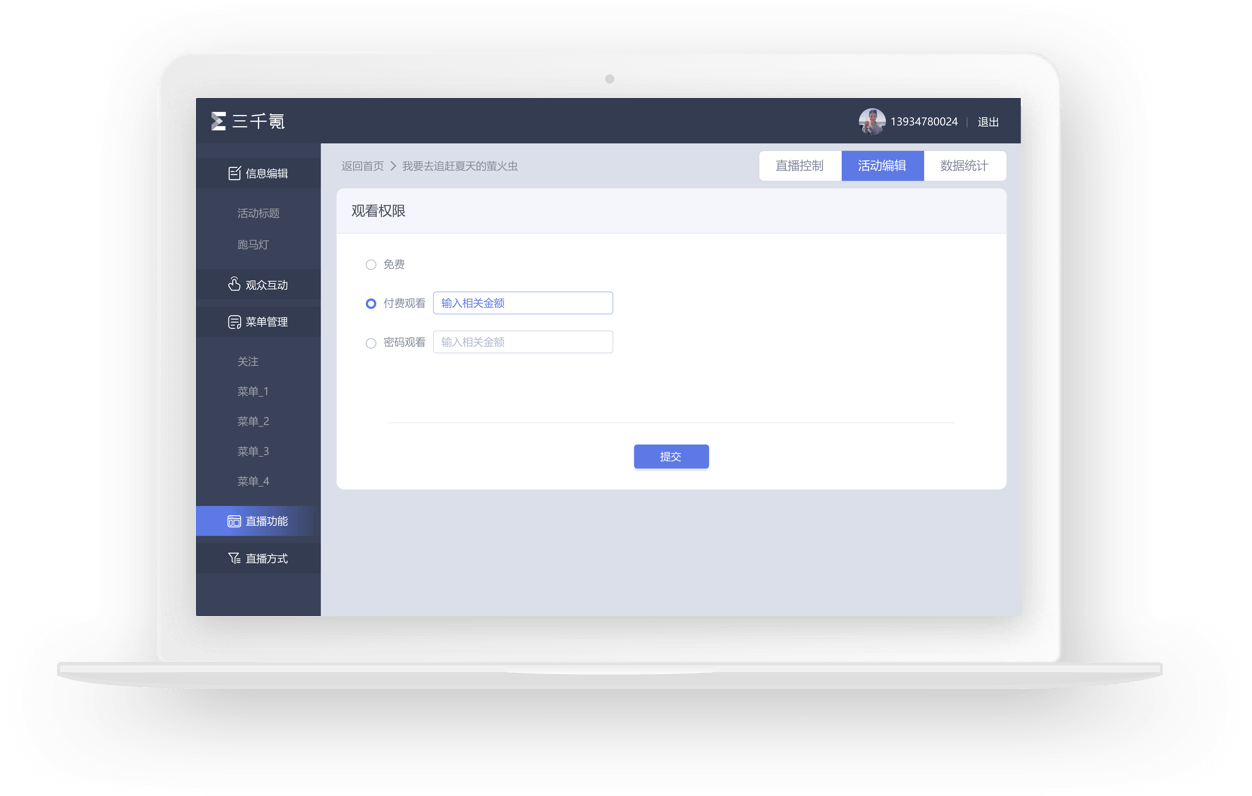 三千氪
13934780024 | 退出
信息编辑
活动标题
跑马灯
观众互动
菜单管理
关注
菜单_1
菜单_2
菜单_3
菜单_4
直播功能
直播方式
返回首页 > 我要去追赶夏天的萤火虫
直播控制 活动编辑 数据统计
观看权限
免费
付费观看 输入相关金额
密码观看 输入相关金额
提交